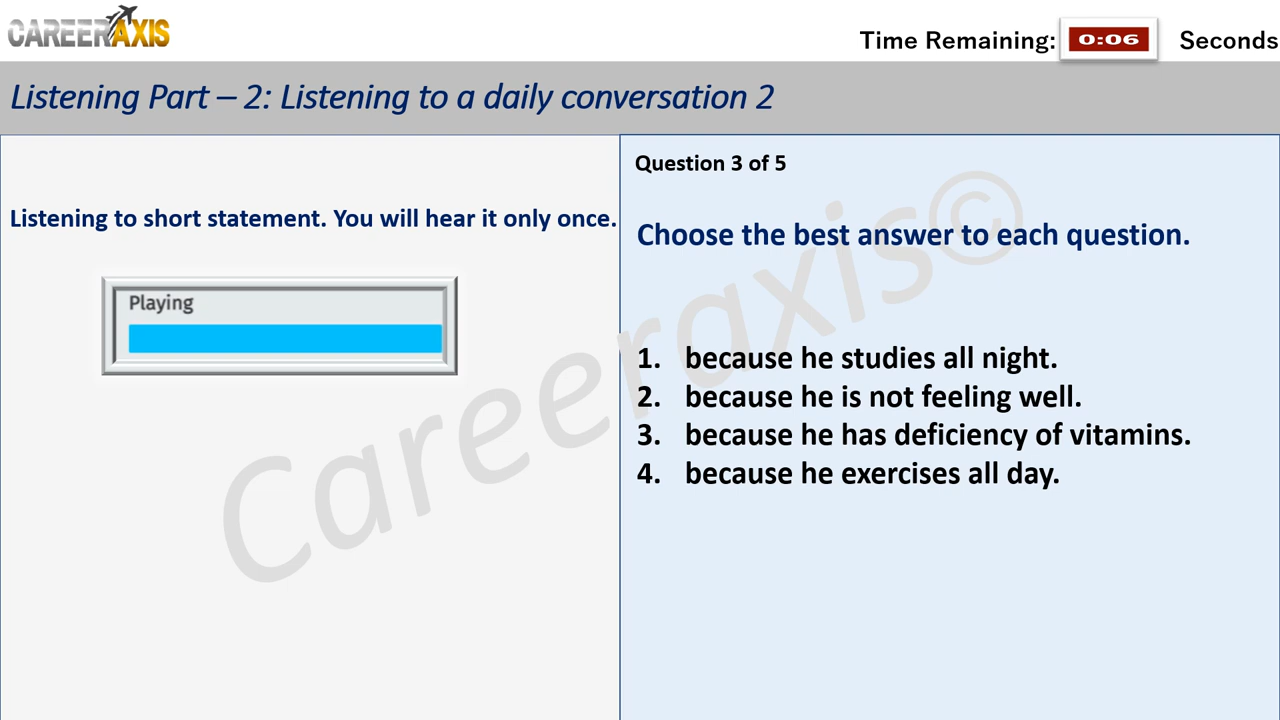 CAREERAXIS
Time Remaining: 0:06 Seconds
Listening Part – 2: Listening to a daily conversation 2
Listening to short statement. You will hear it only once.
Playing
Question 3 of 5
Choose the best answer to each question.
1. because he studies all night.
2. because he is not feeling well.
3. because he has deficiency of vitamins.
4. because he exercises all day.
Careeraxis©